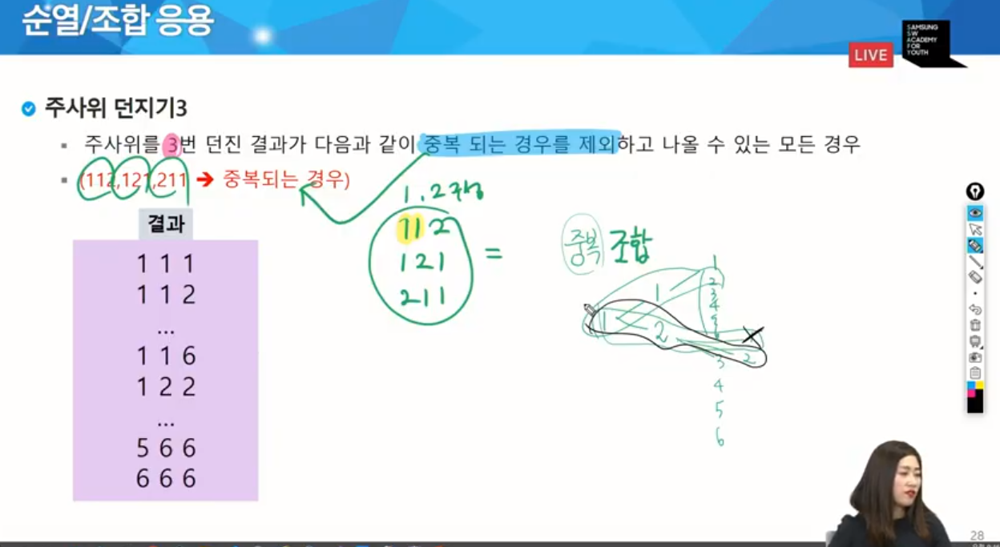 순열/조합 응용
SAMSUNG
SW
ACADEMY
FOR
YOUTH
LIVE
주사위 던지기3
주사위를 3번 던진 결과가 다음과 같이 중복 되는 경우를 제외하고 나올 수 있는 모든 경우
(112,121,211 ➔ 중복되는 경우)
결과
1 1 1
1 1 2
...
1 1 6
1 2 2
...
5 6 6
6 6 6
1, 2 구성
112
121
211
=
중복 조합
1
1
2
3
4
1
2
3
2
4
5
6
28